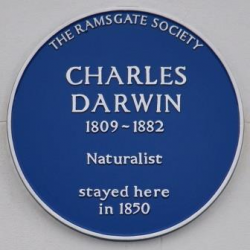 THE RAMSGATE SOCIETY
CHARLES
DARWIN
1809~1882
Naturalist
stayed here
in 1850